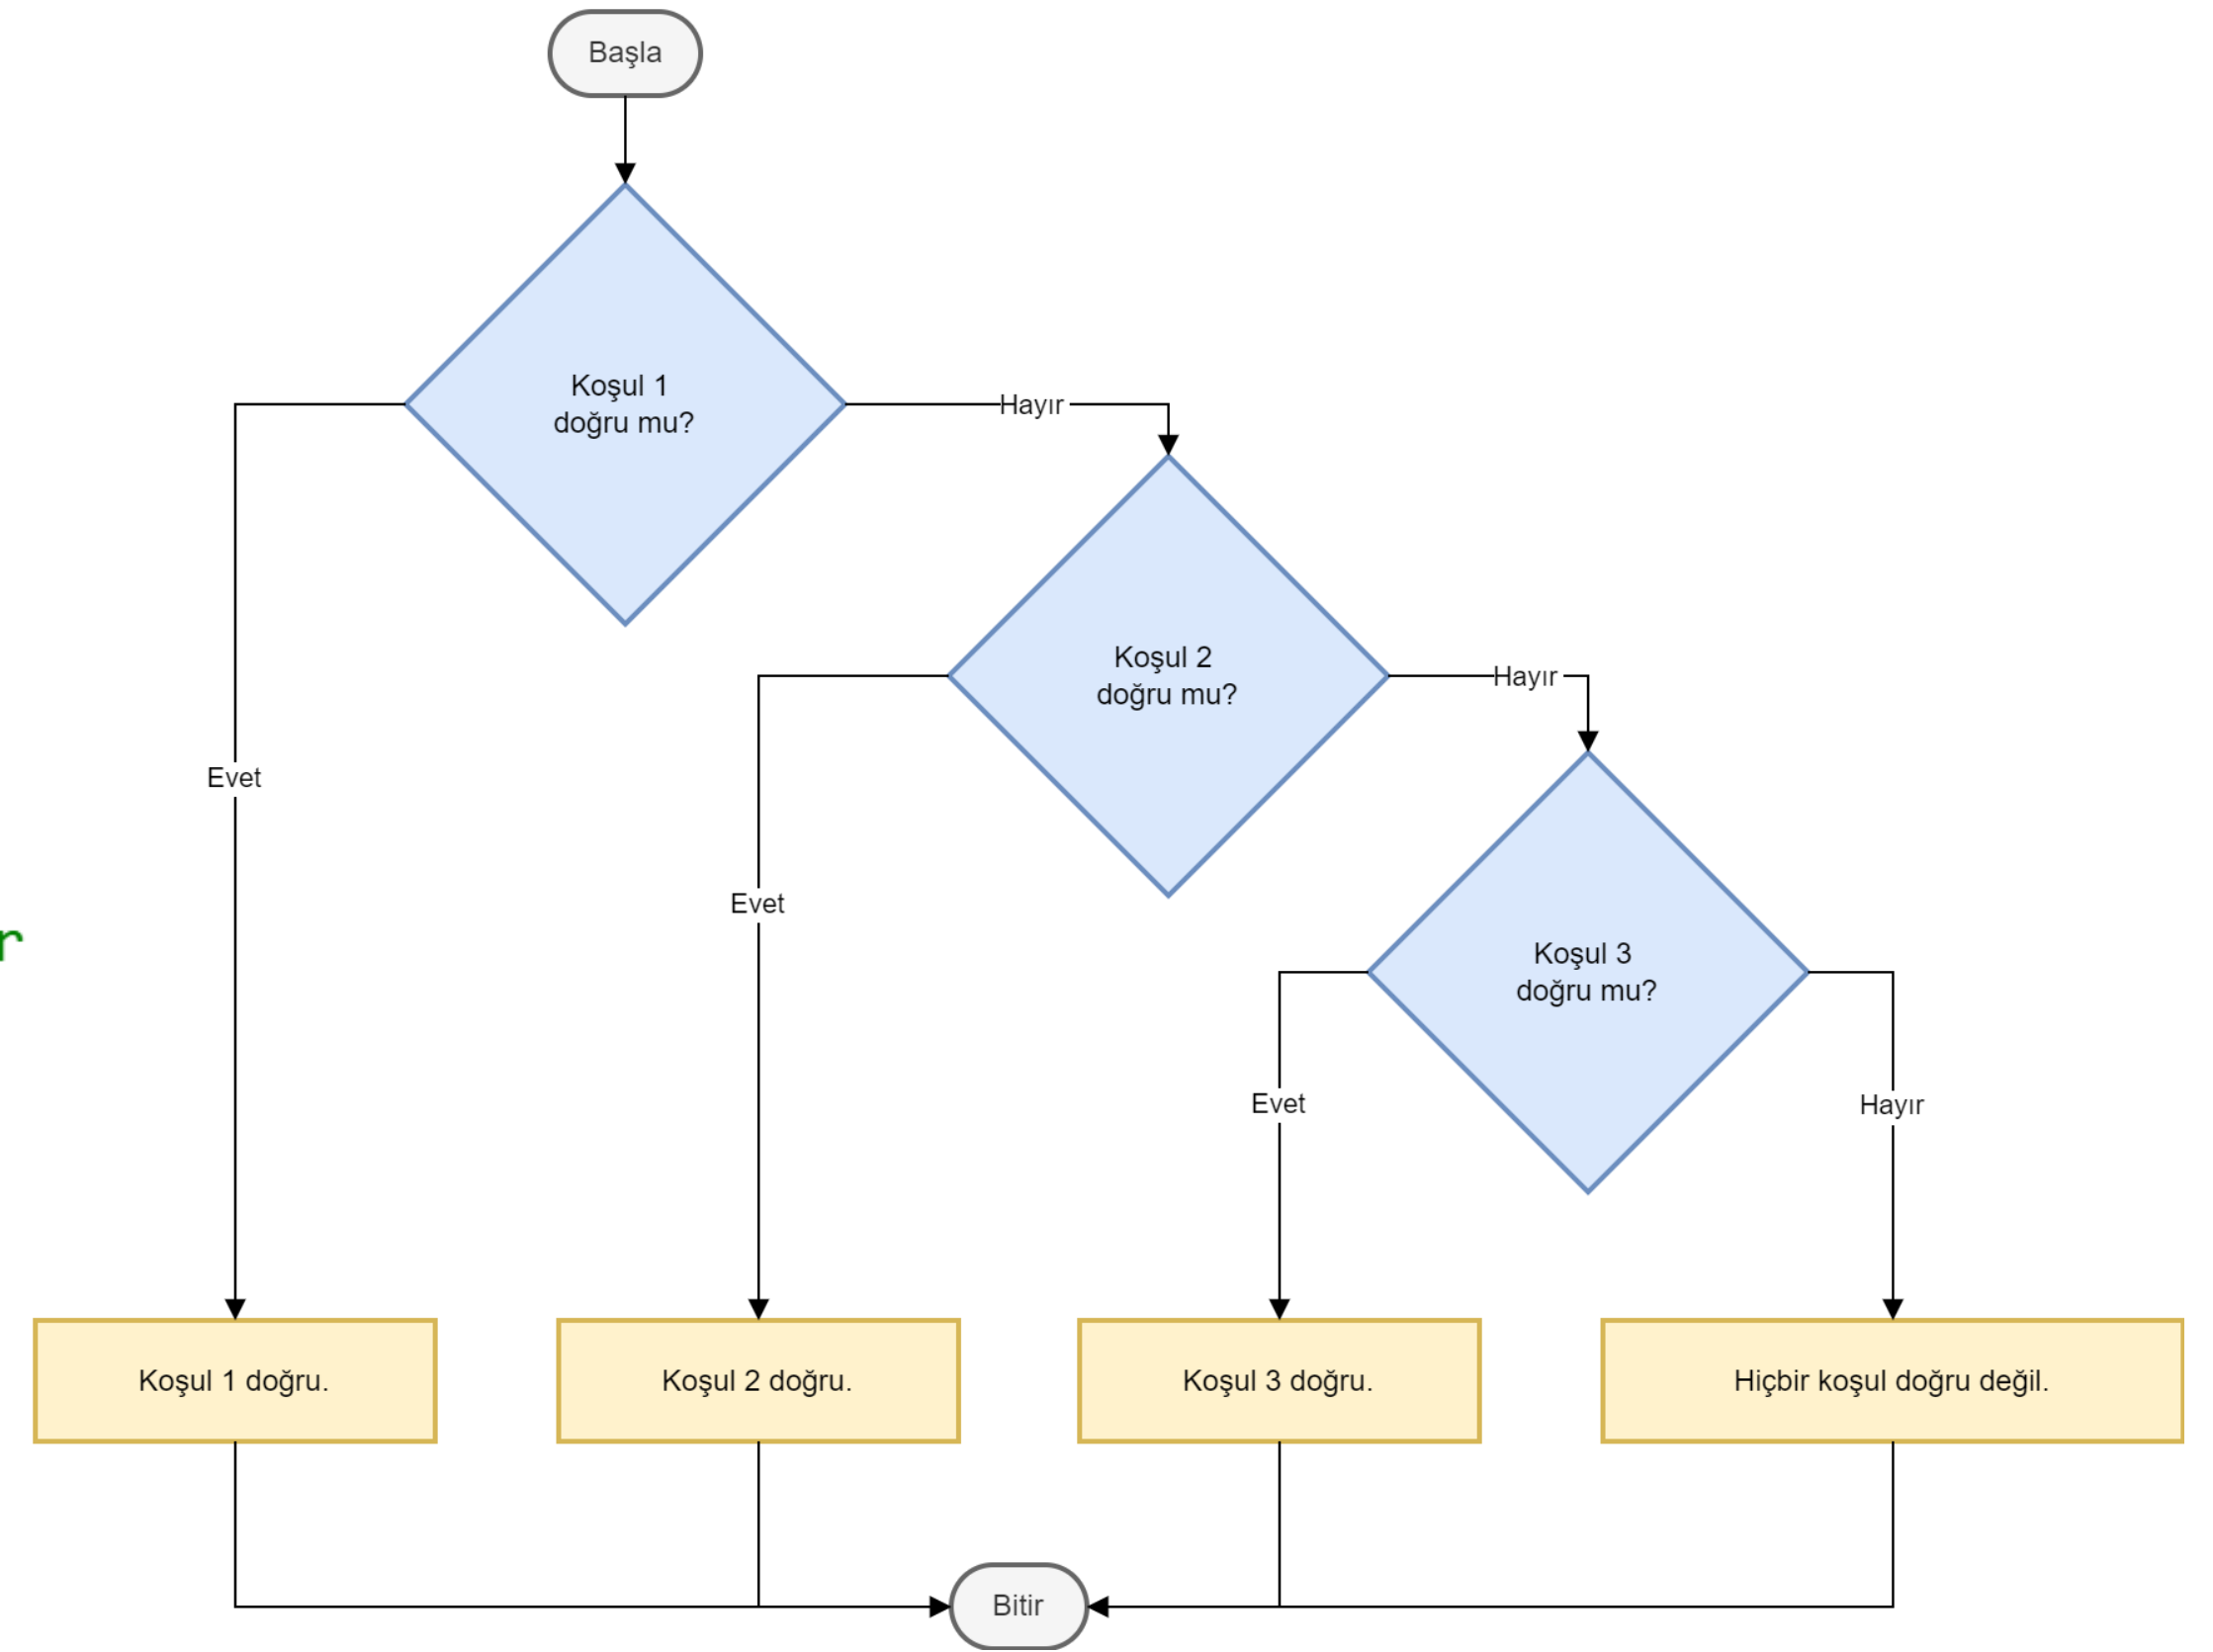 Başla
Koşul 1
doğru mu?
Hayır
Koşul 2
doğru mu?
Hayır
Evet
Evet
Koşul 3
doğru mu?
Evet
Hayır
Koşul 1 doğru.
Koşul 2 doğru.
Koşul 3 doğru.
Hiçbir koşul doğru değil.
Bitir